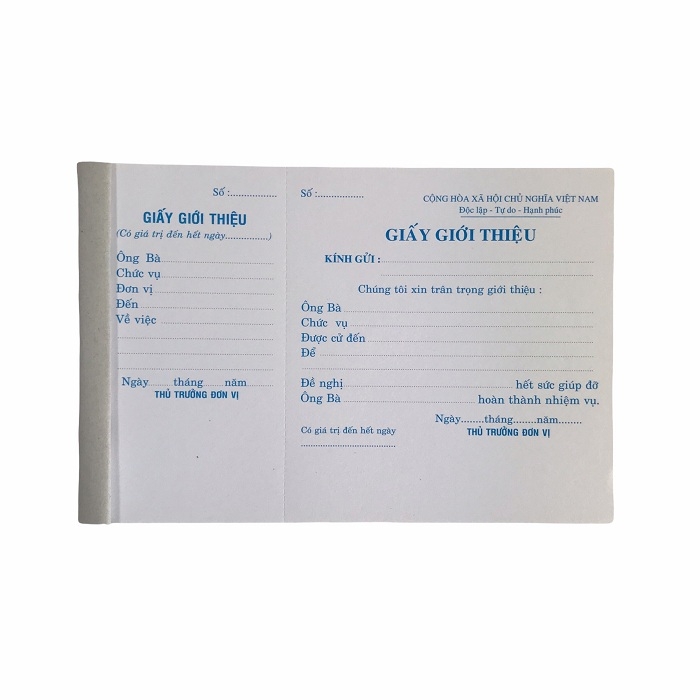 Số :................
GIẤY GIỚI THIỆU
(Có giá trị đến hết ngày..............)
Ông Bà
Chức vụ
Đơn vị
Đến
Về việc
Ngày........tháng......năm.........
THỦ TRƯỞNG ĐƠN VỊ
Số :................
CỘNG HÒA XÃ HỘI CHỦ NGHĨA VIỆT NAM
Độc lập - Tự do - Hạnh phúc
GIẤY GIỚI THIỆU
KÍNH GỬI :
Chúng tôi xin trân trọng giới thiệu :
Ông Bà
Chức vụ
Được cử đến
Để
Đề nghị ........ hết sức giúp đỡ
Ông Bà ........ hoàn thành nhiệm vụ.
Ngày........tháng........năm........
Có giá trị đến hết ngày
THỦ TRƯỞNG ĐƠN VỊ